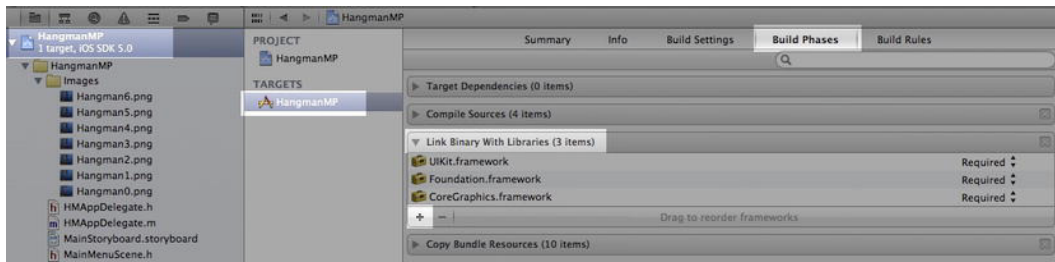 HangmanMP
HangmanMP
1 target, iOS SDK 5.0
HangmanMP
Images
Hangman6.png
Hangman5.png
Hangman4.png
Hangman3.png
Hangman2.png
Hangman1.png
Hangman0.png
HMAppDelegate.h
HMAppDelegate.m
MainStoryboard.storyboard
MainMenuScene.h
PROJECT
HangmanMP
TARGETS
HangmanMP
Summary Info Build Settings Build Phases Build Rules
Target Dependencies (0 items)
Compile Sources (4 items)
Link Binary With Libraries (3 items)
UIKit.framework Required
Foundation.framework Required
CoreGraphics.framework Required
+ - Drag to reorder frameworks
Copy Bundle Resources (10 items)